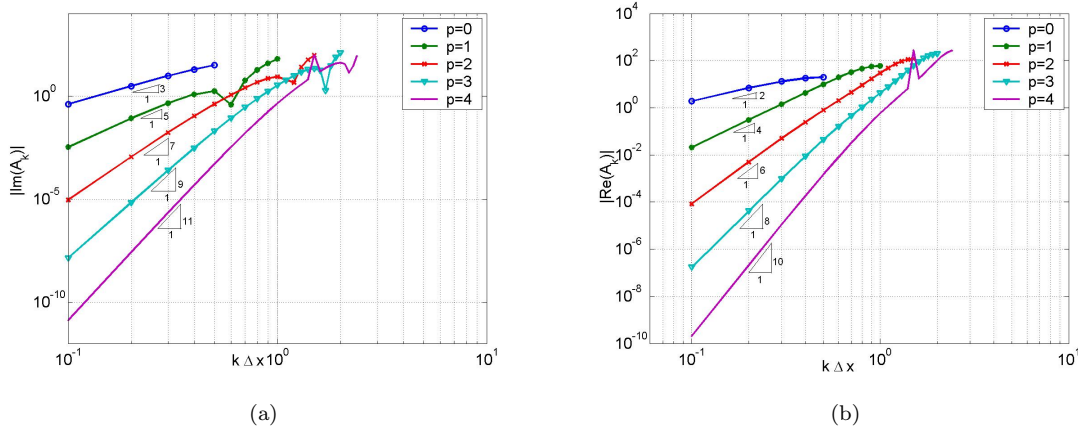 10^0
10^-5
10^-10
|Im(A_k)|
3
1
5
1
7
1
9
1
11
1
p=0
p=1
p=2
p=3
p=4
10^-1
k Δ x
10^0
10^1
(a)
10^4
10^2
10^0
10^-2
10^-4
10^-6
10^-8
10^-10
|Re(A_k)|
2
1
4
1
6
1
8
1
10
1
p=0
p=1
p=2
p=3
p=4
10^-1
10^0
10^1
k Δ x
(b)